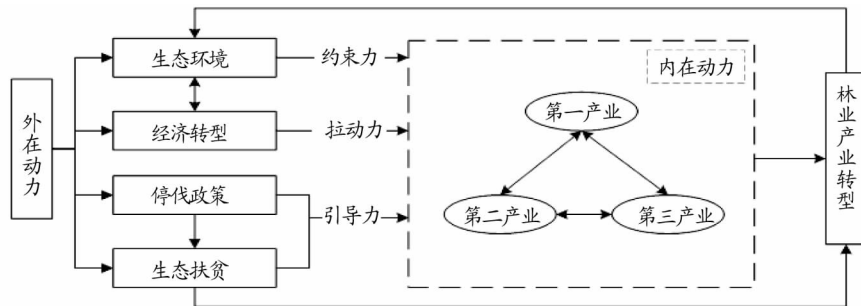 外在动力
生态环境
约束力
经济转型
拉动力
停伐政策
引导力
生态扶贫
内在动力
第一产业
第二产业
第三产业
林业产业转型